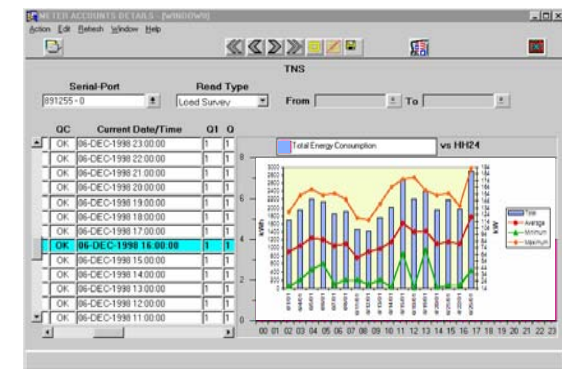 METER ACCOUNTS DETAILS - [WINDOW9]
Action Edit Refresh Window Help
TNS
Serial-Port Read Type
891255 - 0 Load Survey From To
QC Current Date/Time Q1 Q
OK 06-DEC-1998 23:00:00 1 1
OK 06-DEC-1998 22:00:00 1 1
OK 06-DEC-1998 21:00:00 1 1
OK 06-DEC-1998 20:00:00 1 1
OK 06-DEC-1998 19:00:00 1 1
OK 06-DEC-1998 18:00:00 1 1
OK 06-DEC-1998 17:00:00 1 1
OK 06-DEC-1998 16:00:00 1 1
OK 06-DEC-1998 15:00:00 1 1
OK 06-DEC-1998 14:00:00 1 1
OK 06-DEC-1998 13:00:00 1 1
OK 06-DEC-1998 12:00:00 1 1
OK 06-DEC-1998 11:00:00 1 1
Total Energy Consumption vs HH24
8
6
4
2
0
kWh
kW
Total
Average
Minimum
Maximum
00 01 02 03 04 05 06 07 08 09 10 11 12 13 14 15 16 17 18 19 20 21 22 23